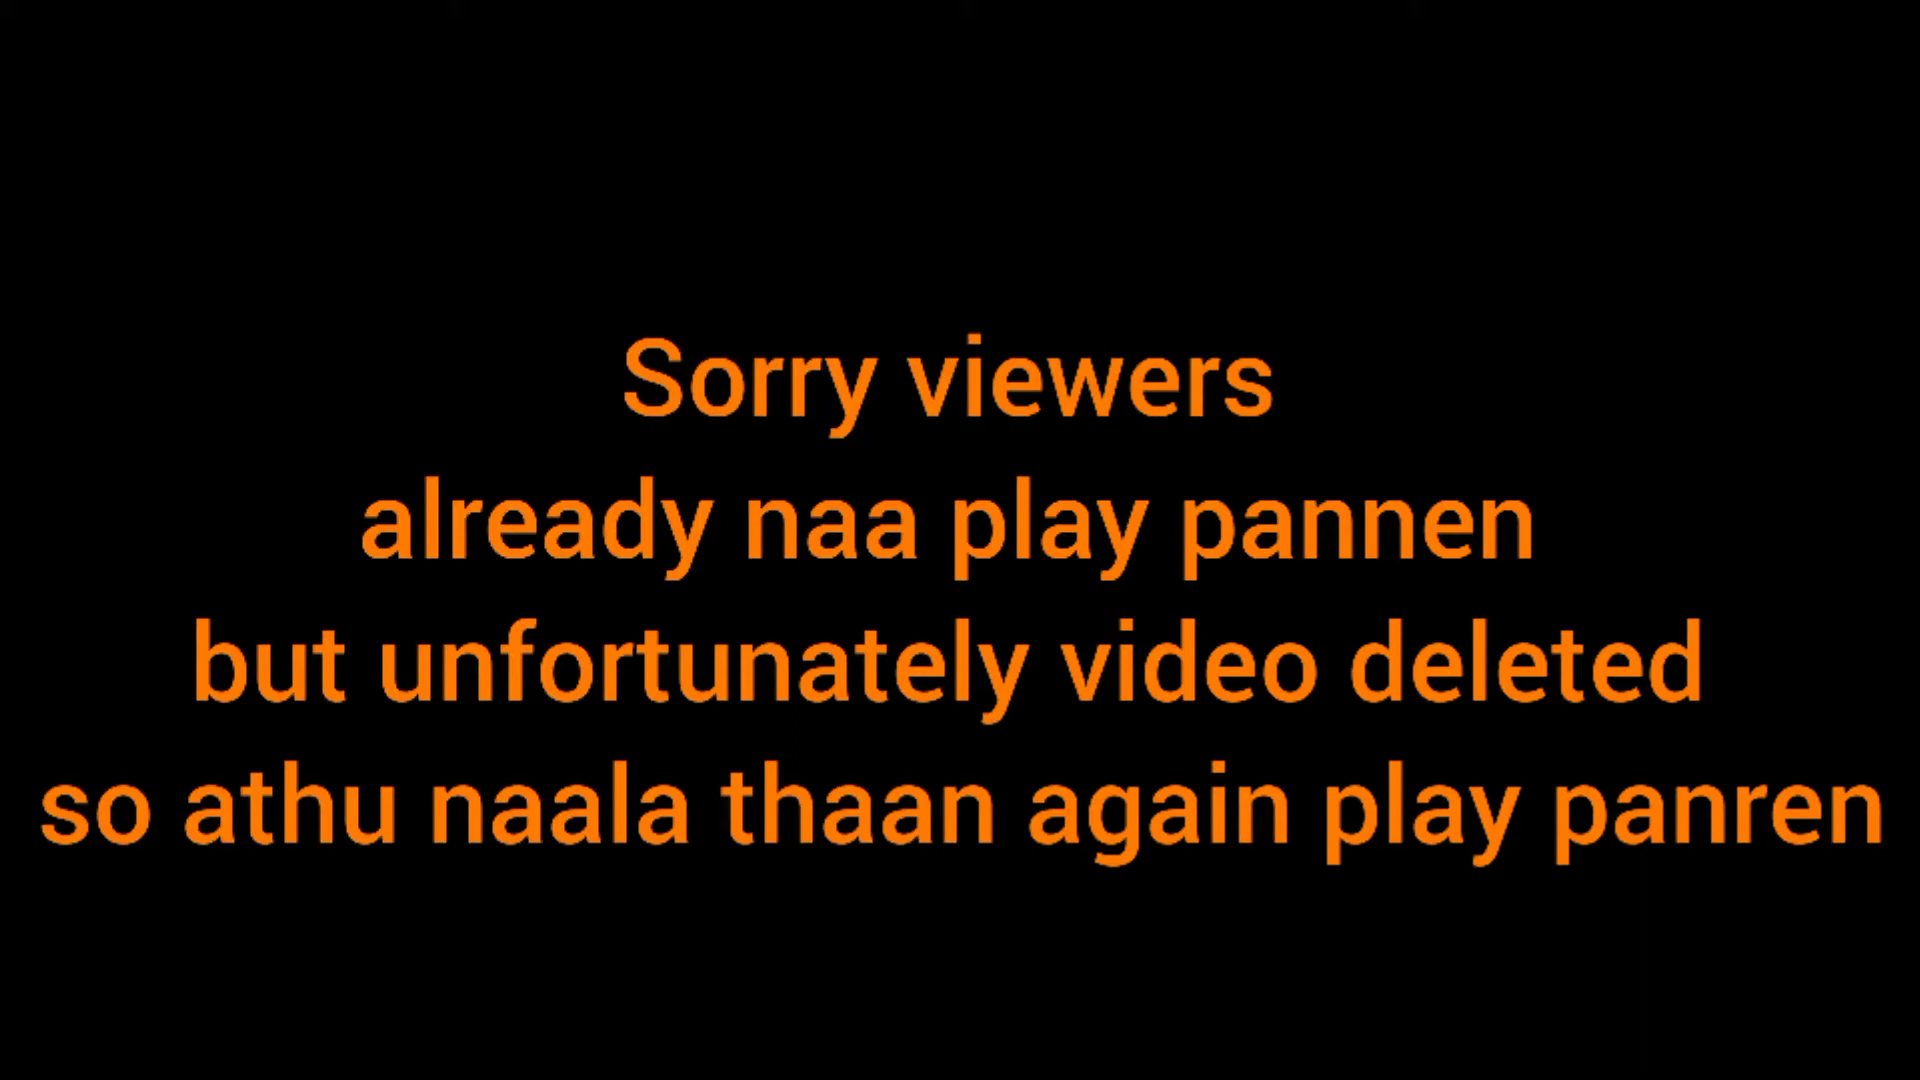 Sorry viewers
already naa play pannen
but unfortunately video deleted
so athu naala thaan again play panren